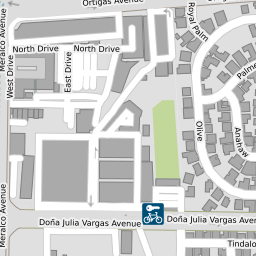 Ortigas Avenue
Royal Palm
North Drive
North Drive
Meralco Avenue
West Drive
East Drive
Palme
Olive
Anahaw
Meralco Avenue
Doña Julia Vargas Avenue
Doña Julia Vargas Avenue
Tindalo